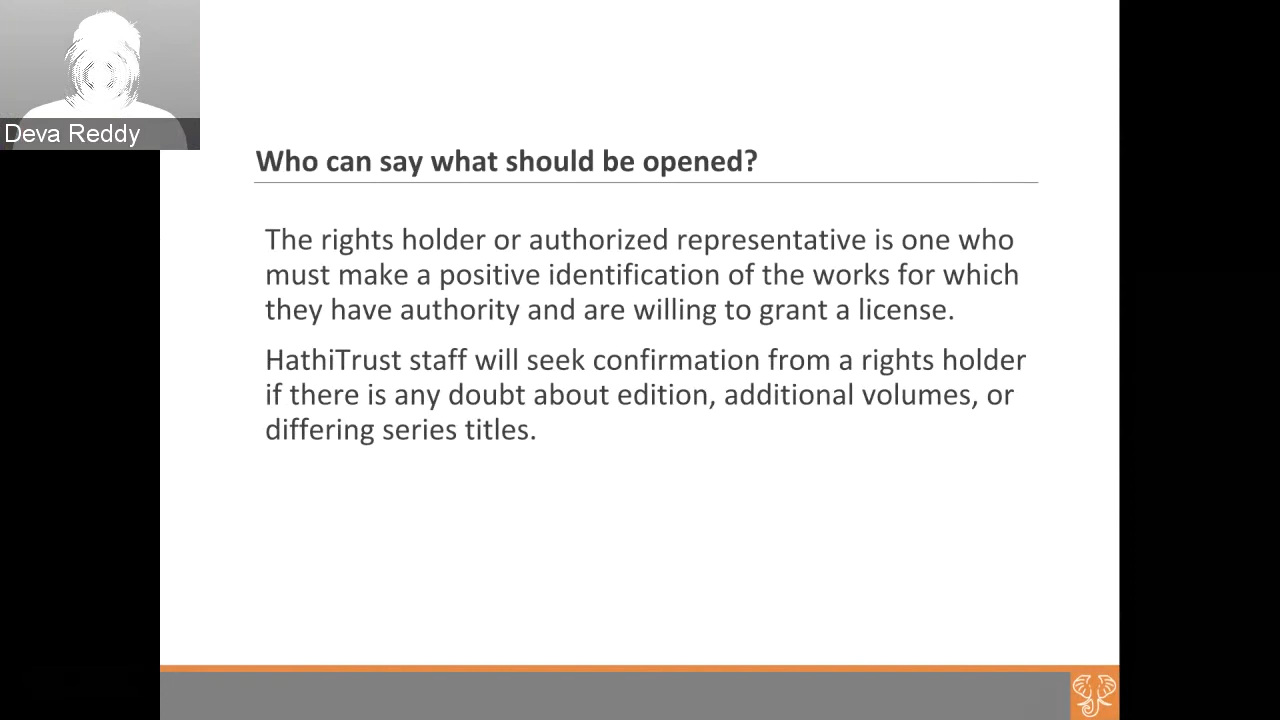 Deva Reddy
Who can say what should be opened?
The rights holder or authorized representative is one who
must make a positive identification of the works for which
they have authority and are willing to grant a license.
HathiTrust staff will seek confirmation from a rights holder
if there is any doubt about edition, additional volumes, or
differing series titles.